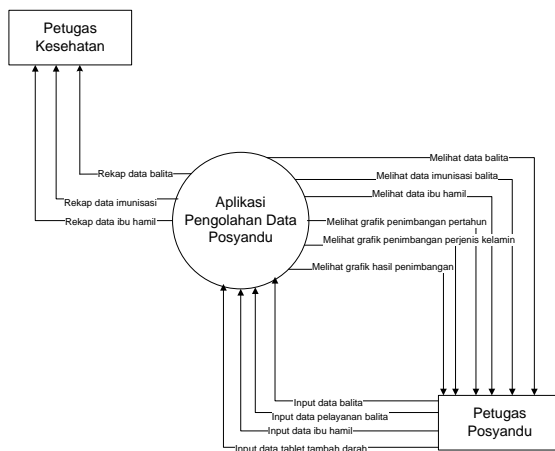 Petugas
Kesehatan
Melihat data balita
Rekap data balita
Melihat data imunisasi balita
Melihat data ibu hamil
Rekap data imunisasi
Aplikasi
Pengolahan Data
Posyandu
Rekap data ibu hamil
Melihat grafik penimbangan pertahun
Melihat grafik penimbangan perjenis kelamin
Melihat grafik hasil penimbangan
Input data balita
Input data pelayanan balita
Input data ibu hamil
Input data tablet tambah darah
Petugas
Posyandu